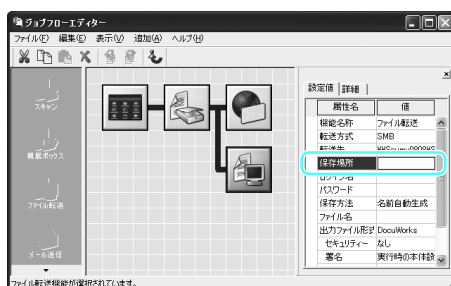 ジョブフローエディター
ファイル(F) 編集(E) 表示(V) 追加(A) ヘルプ(H)
スキャン
親展ボックス
ファイル転送
メール送信
設定値 詳細
属性名 値
機能名称 ファイル転送
転送方式 SMB
転送先
保存場所
ログイン名
パスワード
保存方法 名前自動生成
ファイル名
出力ファイル形式 DocuWorks
セキュリティー なし
署名 実行時の本体設
ファイル転送機能が選択されています。